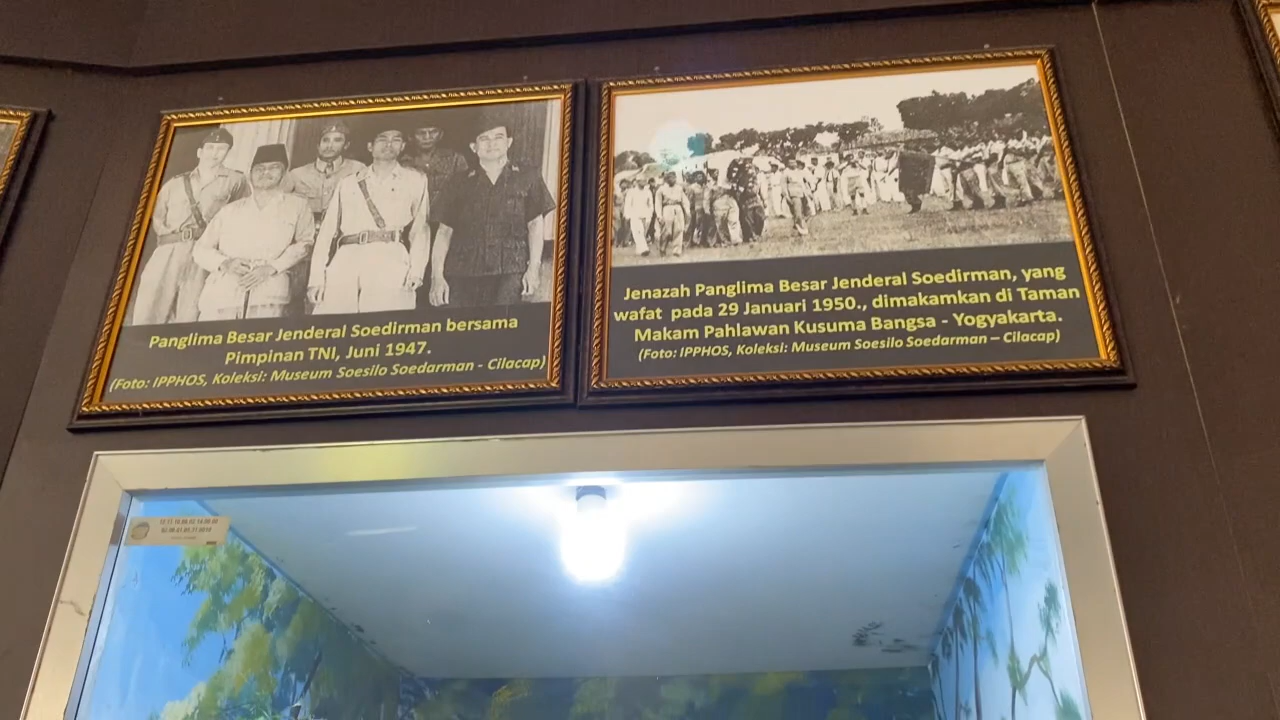 Panglima Besar Jenderal Soedirman bersama
Pimpinan TNI, Juni 1947.
(Foto: IPPHOS, Koleksi: Museum Soesilo Soedarman - Cilacap)
Jenazah Panglima Besar Jenderal Soedirman, yang
wafat pada 29 Januari 1950., dimakamkan di Taman
Makam Pahlawan Kusuma Bangsa - Yogyakarta.
(Foto: IPPHOS, Koleksi: Museum Soesilo Soedarman – Cilacap)